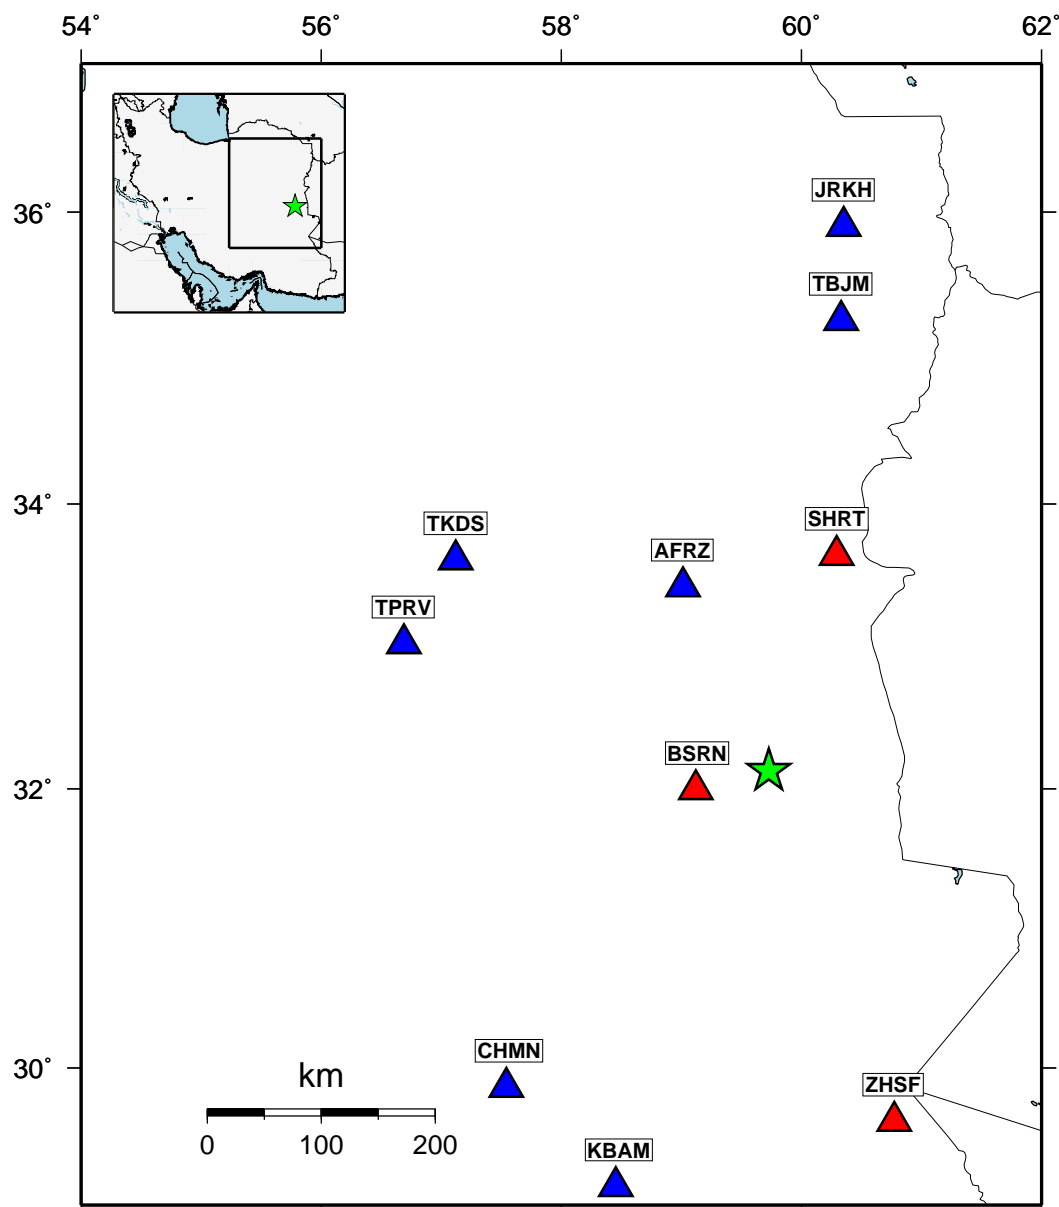 54° 56° 58° 60° 62°
JRKH
36°
TBJM
34°
SHRT
TKDS
AFRZ
TPRV
BSRN
32°
CHMN
30°
km
ZHSF
0 100 200
KBAM